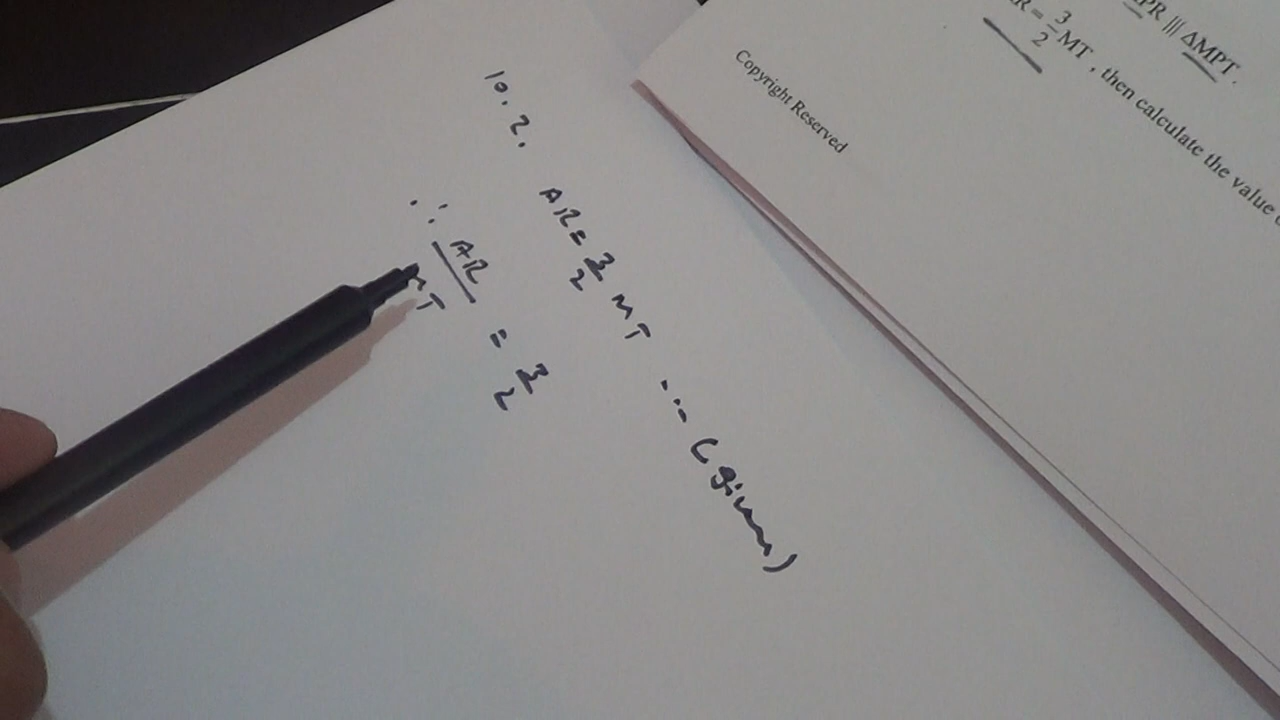 10.2. AR = 3/2 MT ... (given)
∴ AR/MT = 3/2
PR ||| ΔMPT.
R = 3/2 MT, then calculate the value
Copyright Reserved